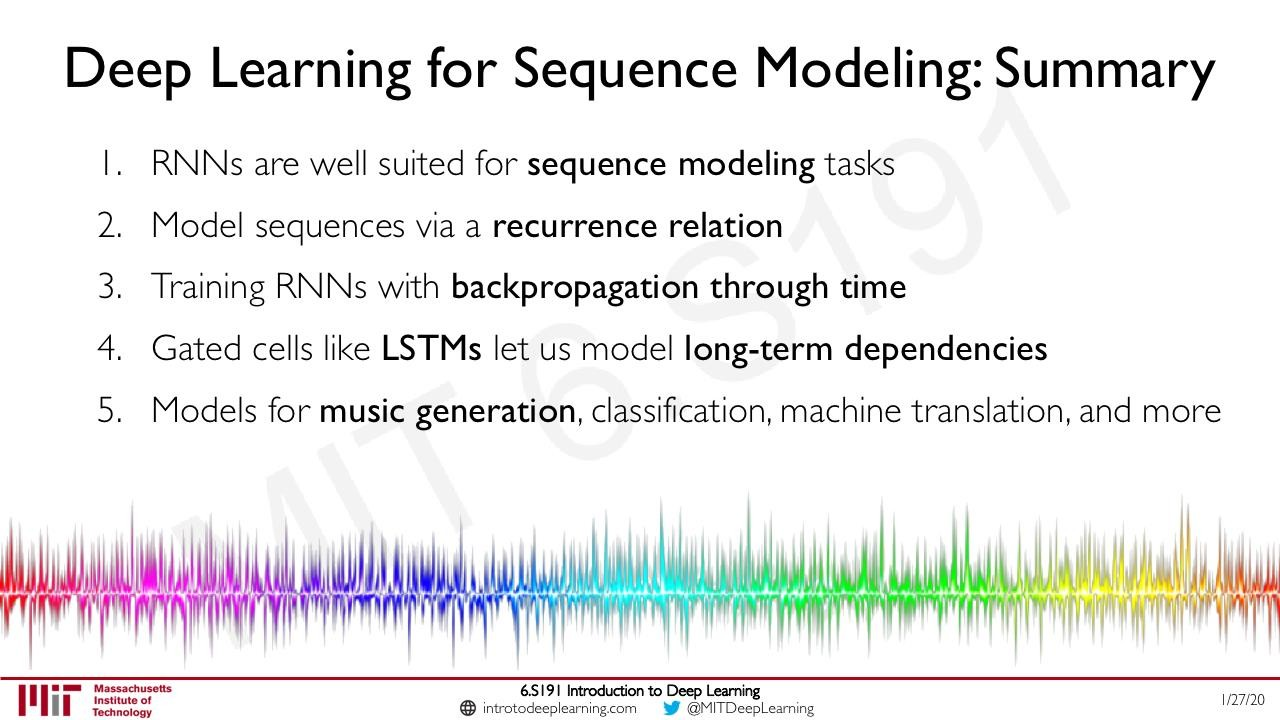 Deep Learning for Sequence Modeling: Summary
1. RNNs are well suited for sequence modeling tasks
2. Model sequences via a recurrence relation
3. Training RNNs with backpropagation through time
4. Gated cells like LSTMs let us model long-term dependencies
5. Models for music generation, classification, machine translation, and more
MIT 6 S191
Massachusetts
Institute of
Technology
6.S191 Introduction to Deep Learning
introtodeeplearning.com @MITDeepLearning
1/27/20